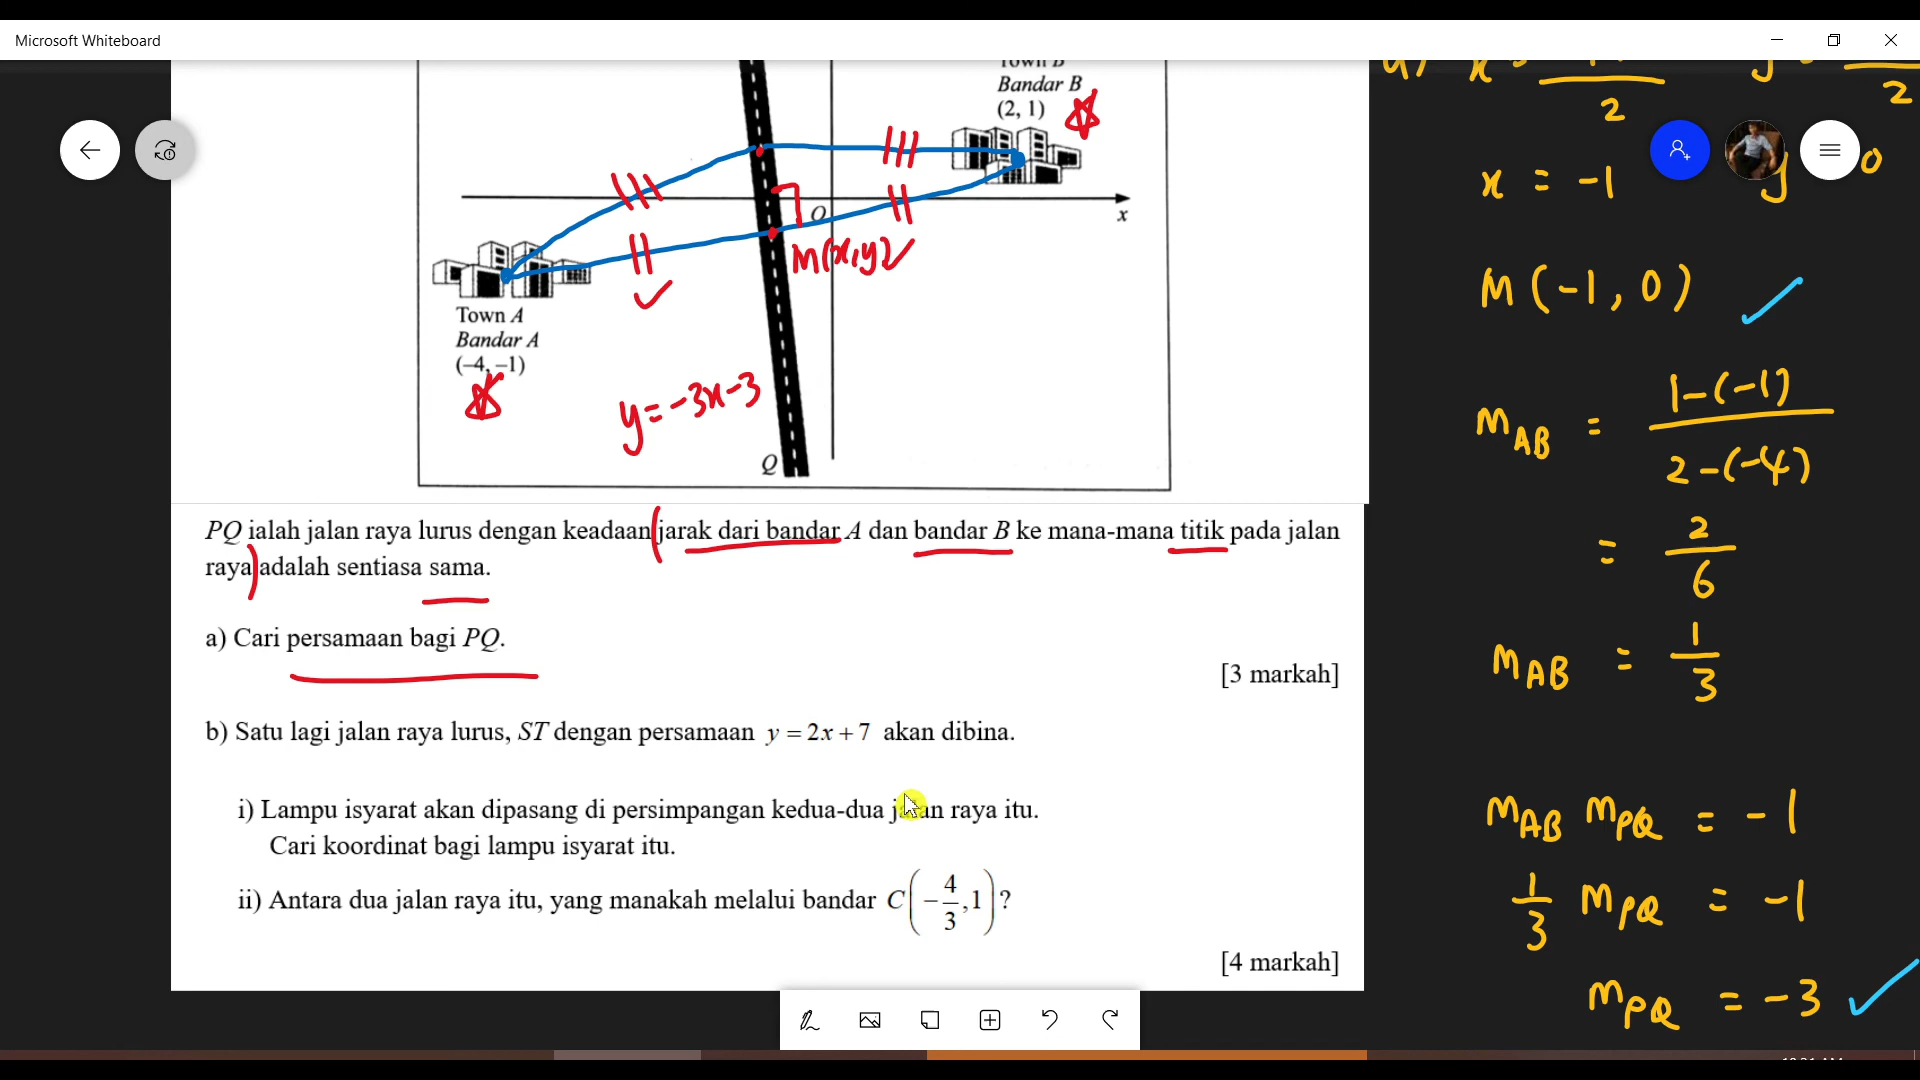 Microsoft Whiteboard
Bandar B
(2, 1)
O
x
M(x,y)
Town A
Bandar A
(–4, –1)
y=-3x-3
Q
PQ ialah jalan raya lurus dengan keadaan (jarak dari bandar A dan bandar B ke mana-mana titik pada jalan
raya) adalah sentiasa sama.
a) Cari persamaan bagi PQ.
[3 markah]
b) Satu lagi jalan raya lurus, ST dengan persamaan y = 2x + 7 akan dibina.
i) Lampu isyarat akan dipasang di persimpangan kedua-dua jalan raya itu.
Cari koordinat bagi lampu isyarat itu.
ii) Antara dua jalan raya itu, yang manakah melalui bandar C(-4/3, 1)?
[4 markah]
2
2
x = -1
y
0
M (-1, 0)
mAB = 1-(-1) / 2-(-4)
= 2/6
mAB = 1/3
mAB mPQ = -1
1/3 mPQ = -1
mPQ = -3